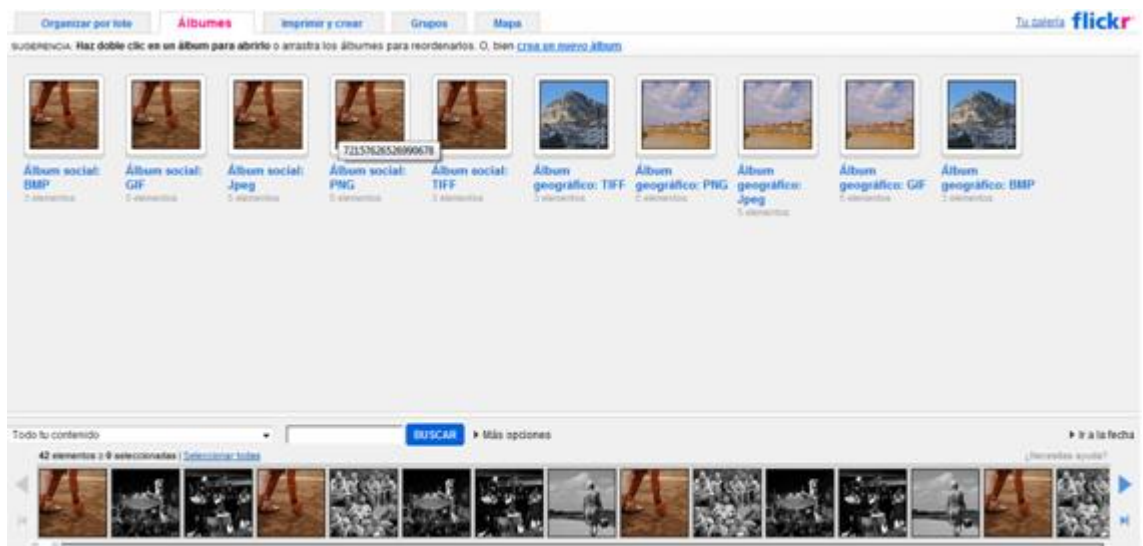 Organizar por lote Álbumes Imprimir y crear Grupos Mapa Tu galería flickr
SUGERENCIA: Haz doble clic en un álbum para abrirlo o arrastra los álbumes para reordenarlos. O, bien crea un nuevo álbum
72157626526990678
Álbum social: BMP
Álbum social: GIF
Álbum social: Jpeg
5 elementos
Álbum social: PNG
Álbum social: TIFF
Álbum geográfico: TIFF
Álbum geográfico: PNG
Álbum geográfico: Jpeg
5 elementos
Álbum geográfico: GIF
5 elementos
Álbum geográfico: BMP
Todo tu contenido BUSCAR Más opciones Ir a la fecha
42 elementos 0 seleccionadas | Seleccionar todas ¿Necesitas ayuda?